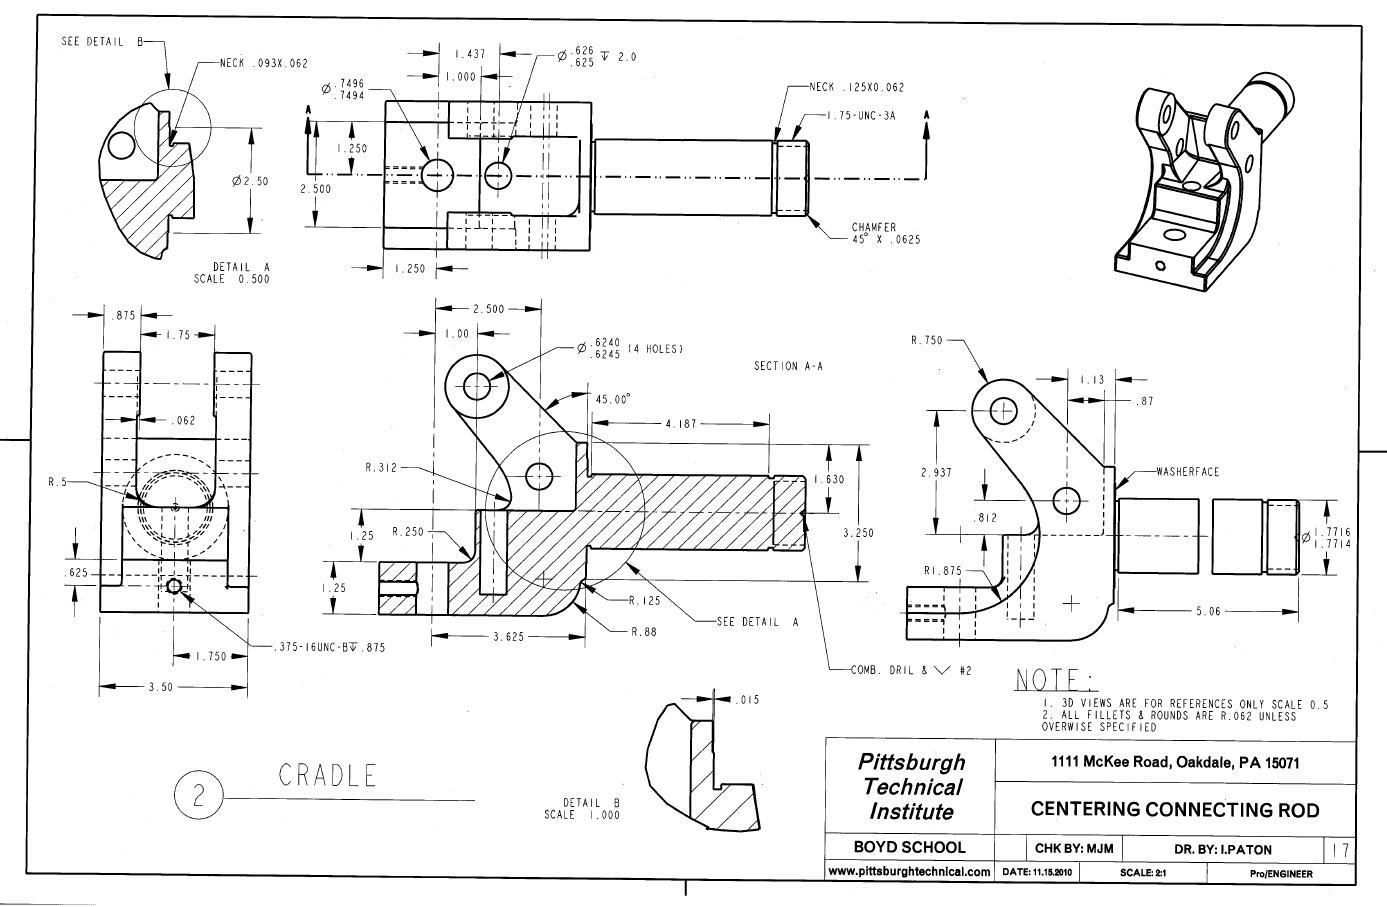 SEE DETAIL B
NECK .093X.062
Ø2.50
DETAIL A
SCALE 0.500
1.437
1.000
Ø.626
.625 ↧ 2.0
Ø.7496
.7494
A
1.250
2.500
1.250
NECK .125X0.062
1.75-UNC-3A
A
CHAMFER
45° X .0625
.875
1.75
.062
R.5
.625
.375-16UNC-B↧.875
1.750
3.50
2.500
1.00
Ø.6240
.6245 (4 HOLES)
SECTION A-A
45.00°
4.187
R.312
1.630
3.250
1.25
R.250
1.25
R.125
R.88
3.625
SEE DETAIL A
COMB. DRIL & ⌵ #2
R.750
1.13
.87
2.937
WASHERFACE
.812
Ø1.7716
1.7714
R1.875
5.06
NOTE:
1. 3D VIEWS ARE FOR REFERENCES ONLY SCALE 0.5
2. ALL FILLETS & ROUNDS ARE R.062 UNLESS
OVERWISE SPECIFIED
.015
DETAIL B
SCALE 1.000
2
CRADLE
Pittsburgh
Technical
Institute
1111 McKee Road, Oakdale, PA 15071
CENTERING CONNECTING ROD
BOYD SCHOOL
CHK BY: MJM
DR. BY: I.PATON
17
www.pittsburghtechnical.com
DATE: 11.15.2010
SCALE: 2:1
Pro/ENGINEER